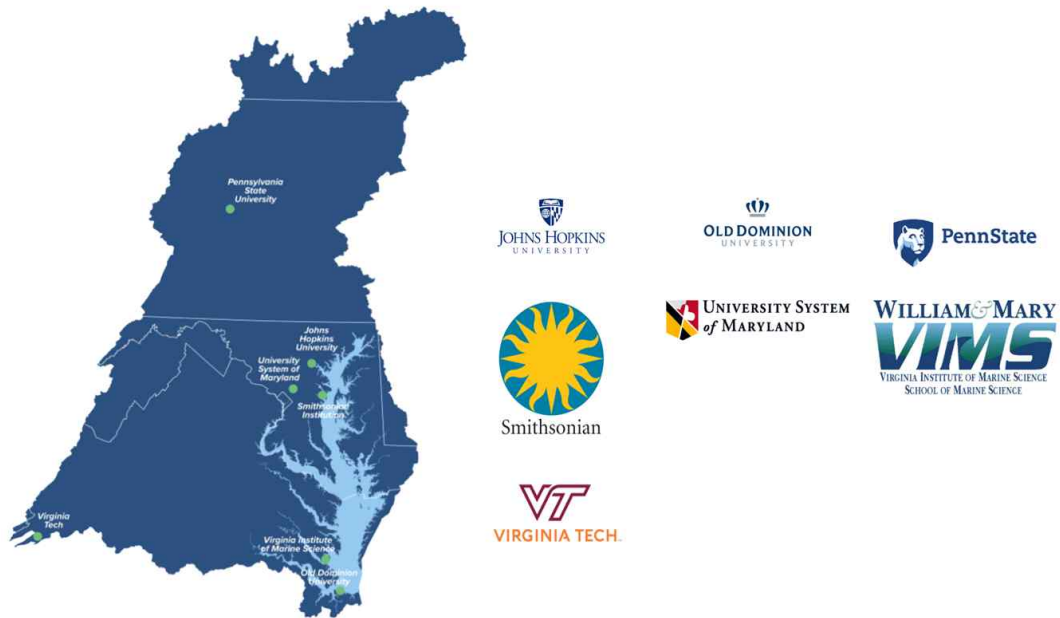 Pennsylvania
State
University
Johns
Hopkins
University
University
System of
Maryland
Smithsonian
Institution
Virginia
Tech
Virginia Institute
of Marine Science
Old Dominion
University
JOHNS HOPKINS
UNIVERSITY
OLD DOMINION
UNIVERSITY
PennState
Smithsonian
UNIVERSITY SYSTEM
of MARYLAND
WILLIAM & MARY
VIMS
VIRGINIA INSTITUTE OF MARINE SCIENCE
SCHOOL OF MARINE SCIENCE
VT
VIRGINIA TECH